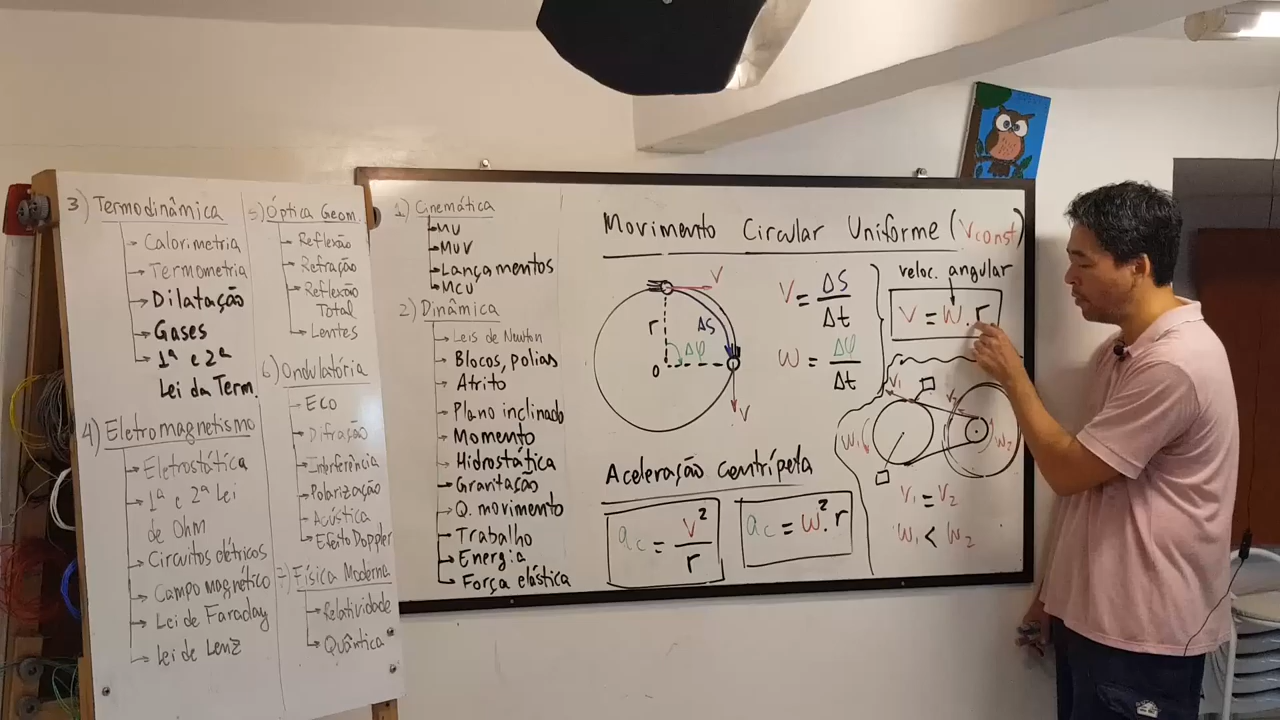 3) Termodinâmica
→ Calorimetria
→ Termometria
→ Dilatação
→ Gases
→ 1ª e 2ª
Lei da Term.
4) Eletromagnetismo
→ Eletrostática
→ 1ª e 2ª Lei
de Ohm
→ Circuitos elétricos
→ Campo magnético
→ Lei de Faraday
→ Lei de Lenz
5) Óptica Geom.
→ Reflexão
→ Refração
→ Reflexão
Total
→ Lentes
6) Ondulatória
→ Eco
→ Difração
→ Interferência
→ Polarização
→ Acústica
→ Efeito Doppler
7) Física Moderna
→ Relatividade
→ Quântica
1) Cinemática
→ MU
→ MUV
→ Lançamentos
→ MCU
2) Dinâmica
→ Leis de Newton
→ Blocos, polias
→ Atrito
→ Plano inclinado
→ Momento
→ Hidrostática
→ Gravitação
→ Q. movimento
→ Trabalho
→ Energia
→ Força elástica
Movimento Circular Uniforme (V const)
V
r
ΔS
Δφ
O
V
V = ΔS/Δt
ω = Δφ/Δt
Aceleração centrípeta
ac = V²/r
ac = ω².r
veloc. angular
V = ω.r
V₁
V₂
ω₁
ω₂
V₁ = V₂
ω₁ < ω₂